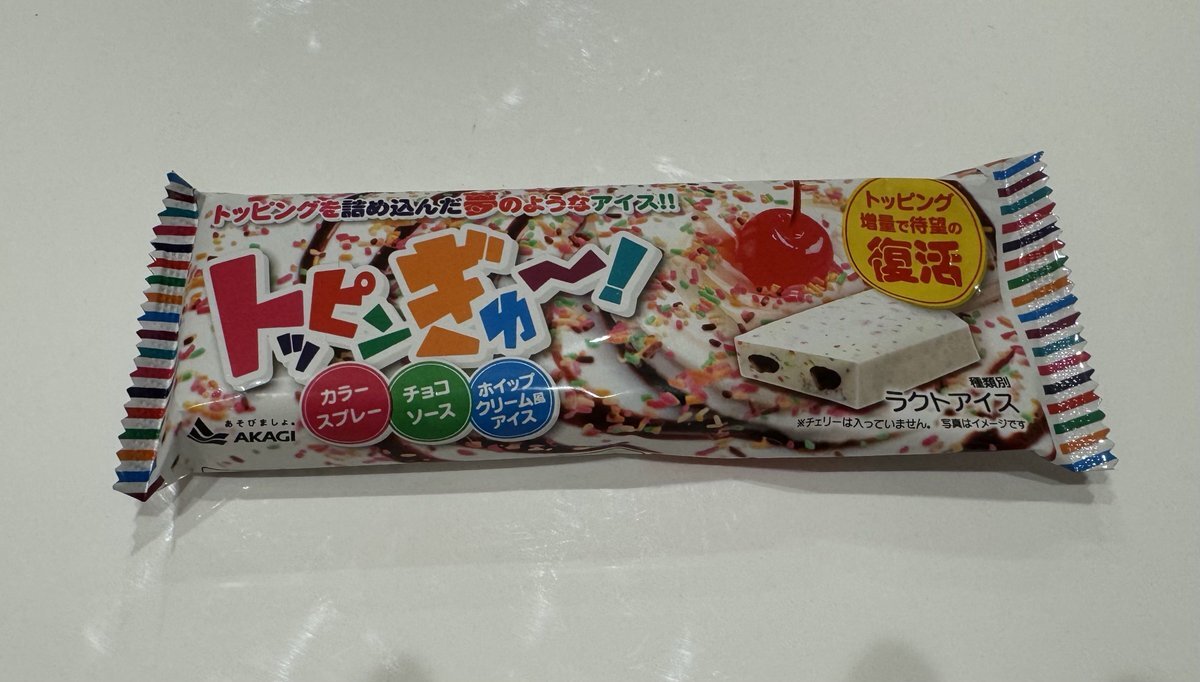 トッピングを詰め込んだ夢のようなアイス!!
トッピンぎゅ〜!
トッピング
増量で待望の
復活
カラー
スプレー
チョコ
ソース
ホイップ
クリーム風
アイス
あそびましょ。
AKAGI
種類別
ラクトアイス
※チェリーは入っていません。写真はイメージです